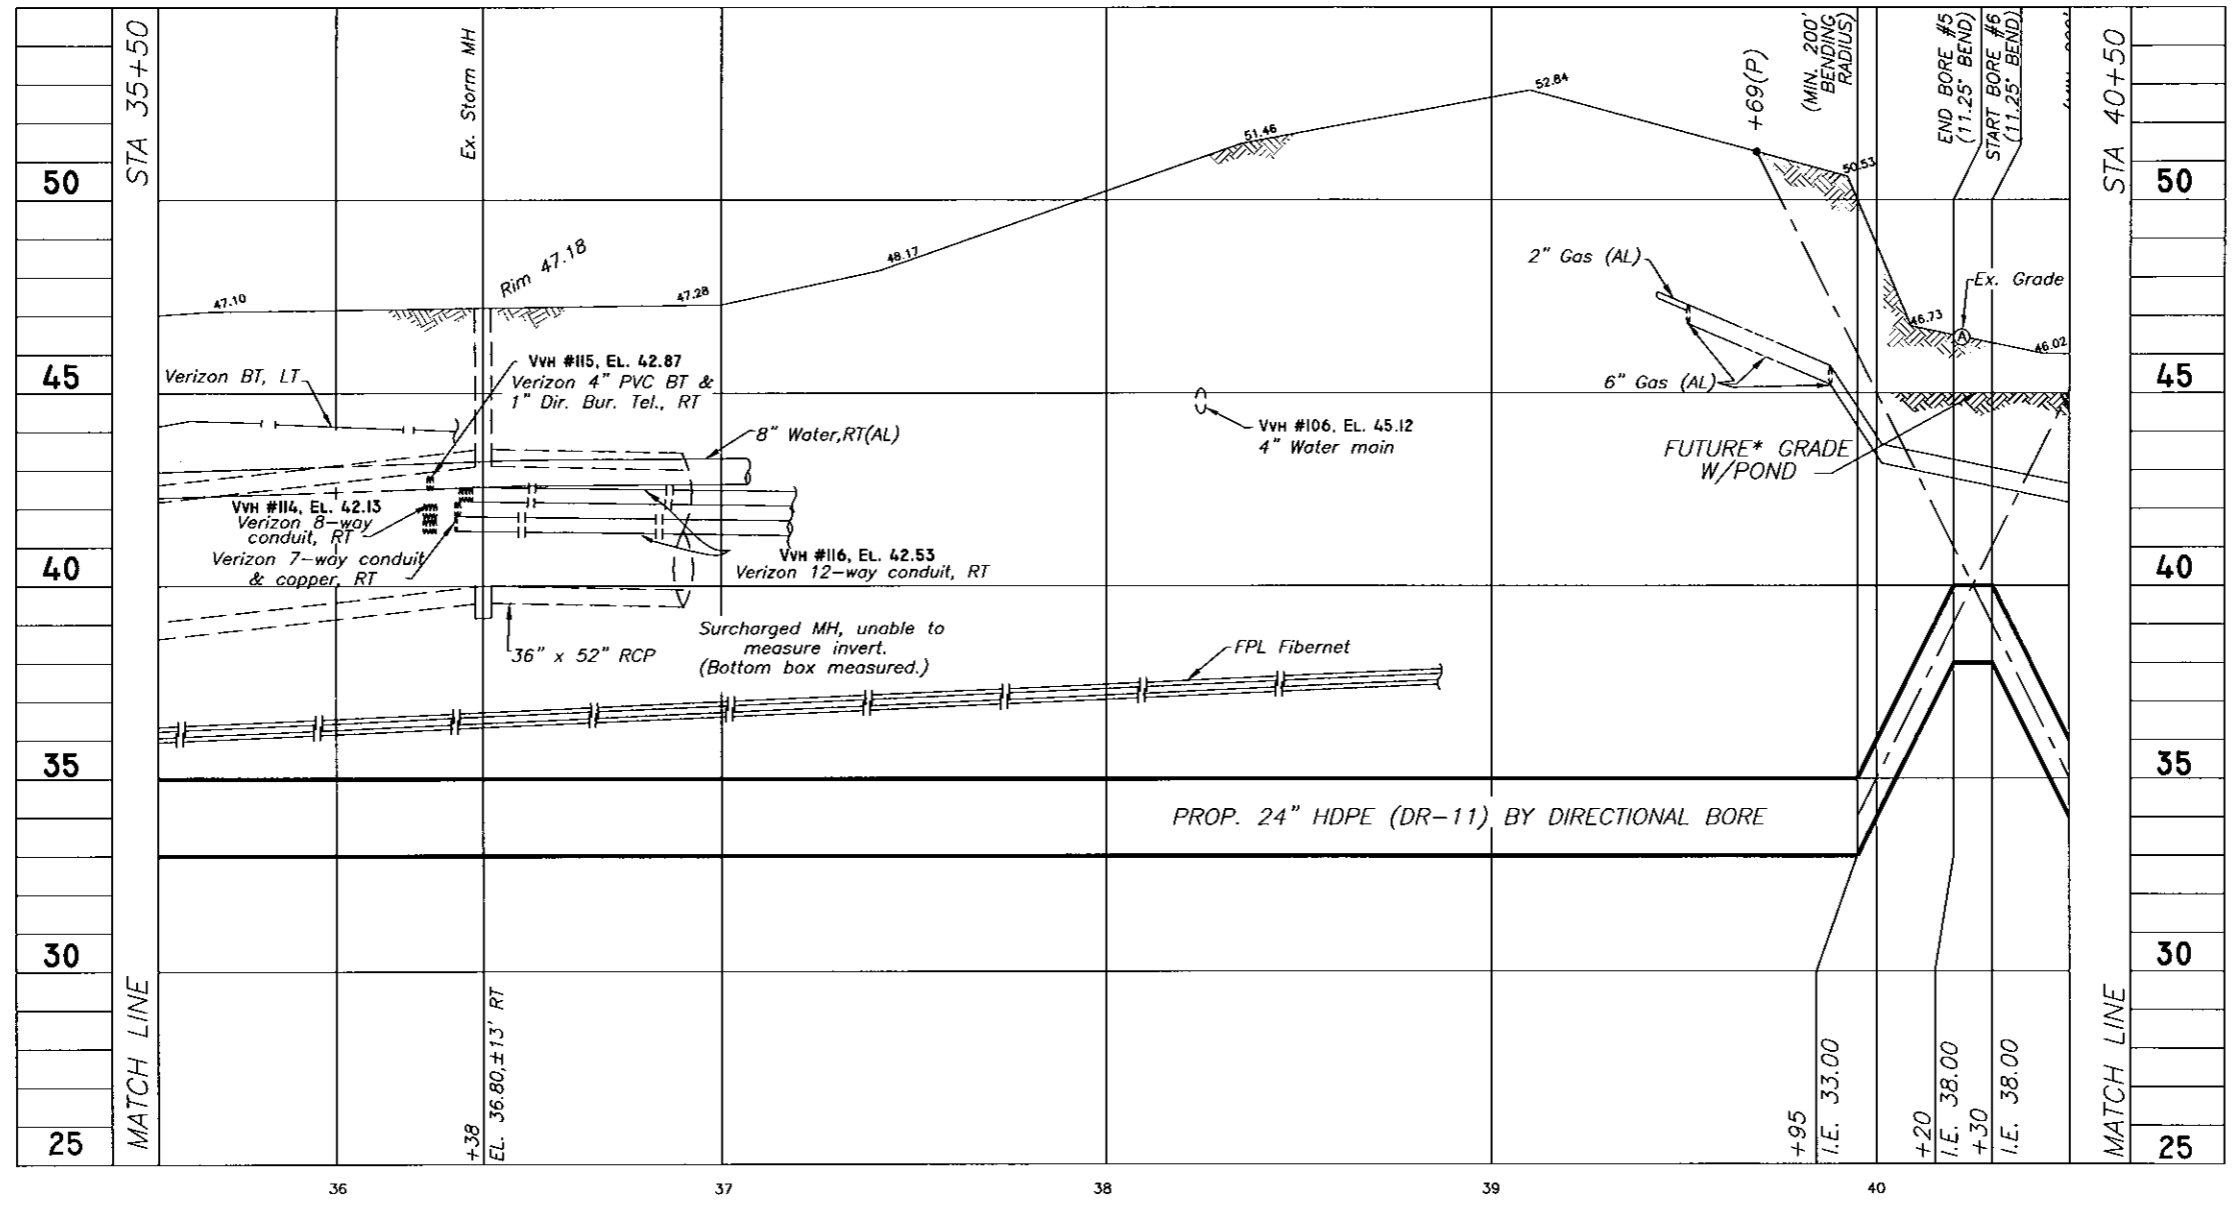 STA 35+50
MATCH LINE
50
45
40
35
30
25
Ex. Storm MH
Rim 47.18
47.10
47.28
48.17
51.46
52.84
+69(P)
(MIN. 200'
BENDING
RADIUS)
END BORE #5
(11.25° BEND)
START BORE #6
(11.25° BEND)
50.53
46.73
A
Ex. Grade
46.02
2" Gas (AL)
6" Gas (AL)
FUTURE* GRADE
W/POND
Verizon BT, LT
VVH #115, EL. 42.87
Verizon 4" PVC BT &
1" Dir. Bur. Tel., RT
8" Water,RT(AL)
VVH #106, EL. 45.12
4" Water main
VVH #114, EL. 42.13
Verizon 8-way
conduit, RT
Verizon 7-way conduit
& copper, RT
VVH #116, EL. 42.53
Verizon 12-way conduit, RT
36" x 52" RCP
Surcharged MH, unable to
measure invert.
(Bottom box measured.)
FPL Fibernet
PROP. 24" HDPE (DR-11) BY DIRECTIONAL BORE
+38
EL. 36.80,±13' RT
+95
I.E. 33.00
+20
I.E. 38.00
+30
I.E. 38.00
STA 40+50
MATCH LINE
50
45
40
35
30
25
36
37
38
39
40